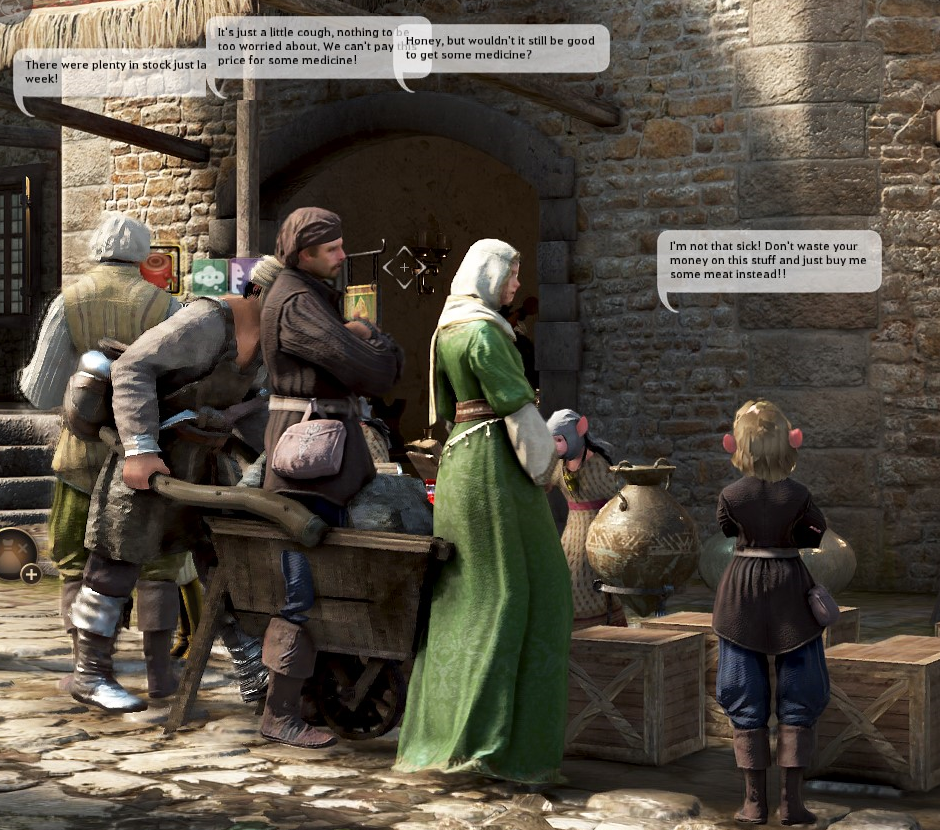 There were plenty in stock just la
week!
It's just a little cough, nothing to be
too worried about. We can't pay this
price for some medicine!
Honey, but wouldn't it still be good
to get some medicine?
I'm not that sick! Don't waste your
money on this stuff and just buy me
some meat instead!!